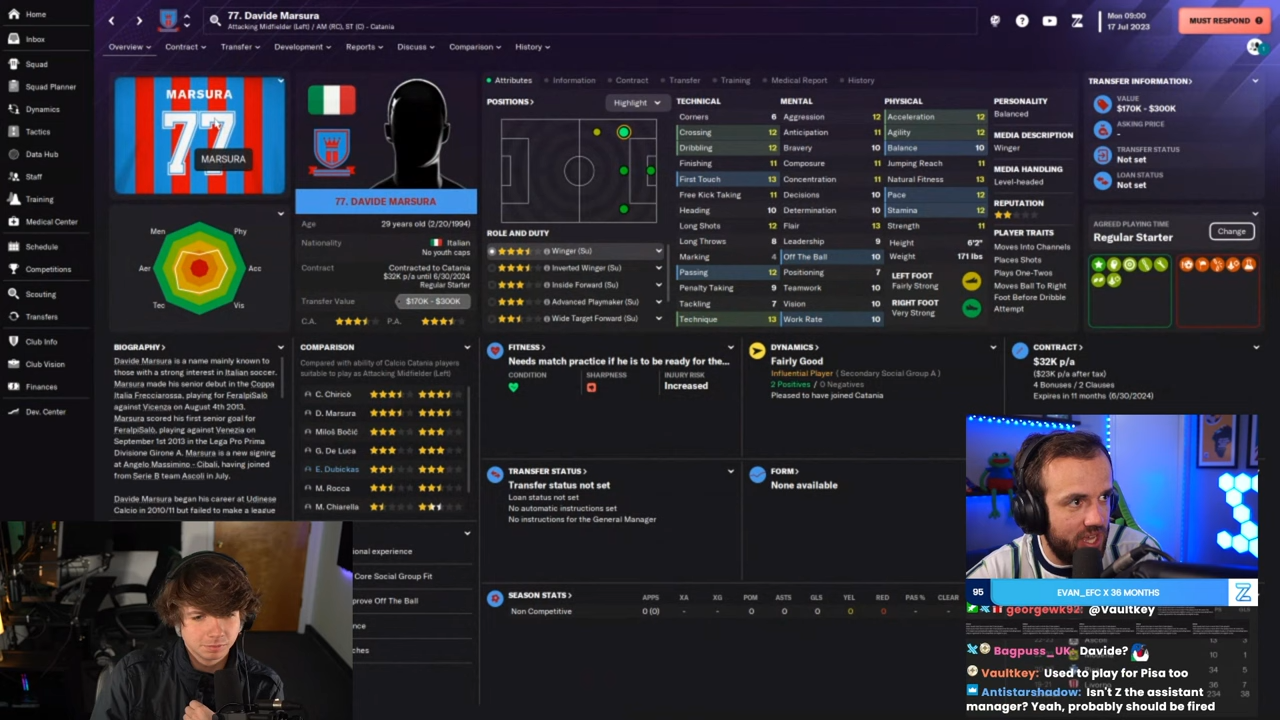 Home
Inbox
Squad
Squad Planner
Dynamics
Tactics
Data Hub
Staff
Training
Medical Center
Schedule
Competitions
Scouting
Transfers
Club Info
Club Vision
Finances
Dev. Center
77. Davide Marsura
Attacking Midfielder (Left) / AM (RC), ST (C) - Catania
Mon 09:00
17 Jul 2023
MUST RESPOND
Overview Contract Transfer Development Reports Discuss Comparison History
MARSURA
77
MARSURA
Men Phy
Aer Acc
Tec Vis
77. DAVIDE MARSURA
Age 29 years old (2/20/1994)
Nationality Italian
No youth caps
Contract Contracted to Catania
$32K p/a until 6/30/2024
Regular Starter
Transfer Value $170K - $300K
C.A. P.A.
Attributes Information Contract Transfer Training Medical Report History
POSITIONS> Highlight
ROLE AND DUTY
Winger (Su)
Inverted Winger (Su)
Inside Forward (Su)
Advanced Playmaker (Su)
Wide Target Forward (Su)
TECHNICAL
Corners 6
Crossing 12
Dribbling 12
Finishing 11
First Touch 13
Free Kick Taking 11
Heading 10
Long Shots 12
Long Throws 8
Marking 4
Passing 12
Penalty Taking 9
Tackling 7
Technique 13
MENTAL
Aggression 12
Anticipation 11
Bravery 10
Composure 11
Concentration 11
Decisions 10
Determination 10
Flair 13
Leadership 9
Off The Ball 10
Positioning 7
Teamwork 10
Vision 10
Work Rate 10
PHYSICAL
Acceleration 12
Agility 12
Balance 10
Jumping Reach 11
Natural Fitness 13
Pace 12
Stamina 12
Strength 11
Height 6'2"
Weight 171 lbs
LEFT FOOT
Fairly Strong
RIGHT FOOT
Very Strong
PERSONALITY
Balanced
MEDIA DESCRIPTION
Winger
MEDIA HANDLING
Level-headed
REPUTATION
PLAYER TRAITS
Moves Into Channels
Places Shots
Plays One-Twos
Moves Ball To Right
Foot Before Dribble
Attempt
TRANSFER INFORMATION>
VALUE
$170K - $300K
ASKING PRICE
-
TRANSFER STATUS
Not set
LOAN STATUS
Not set
AGREED PLAYING TIME
Regular Starter
Change
BIOGRAPHY>
Davide Marsura is a name mainly known to
those with a strong interest in Italian soccer.
Marsura made his senior debut in the Coppa
Italia Frecciarossa, playing for FeralpiSalò
against Vicenza on August 4th 2013.
Marsura scored his first senior goal for
FeralpiSalò, playing against Venezia on
September 1st 2013 in the Lega Pro Prima
Divisione Girone A. Marsura is a new signing
at Angelo Massimino - Cibali, having joined
from Serie B team Ascoli in July.
Davide Marsura began his career at Udinese
Calcio in 2010/11 but failed to make a league
COMPARISON>
Compared with ability of Calcio Catania players
suitable to play as Attacking Midfielder (Left)
C. Chiricò
D. Marsura
Miloš Bočić
G. De Luca
E. Dubickas
M. Rocca
M. Chiarella
ional experience
Core Social Group Fit
prove Off The Ball
nce
ches
FITNESS>
Needs match practice if he is to be ready for the...
CONDITION SHARPNESS INJURY RISK
Increased
DYNAMICS>
Fairly Good
Influential Player ( Secondary Social Group A )
2 Positives / 0 Negatives
Pleased to have joined Catania
CONTRACT>
$32K p/a
($23K p/a after tax)
4 Bonuses / 2 Clauses
Expires in 11 months (6/30/2024)
TRANSFER STATUS>
Transfer status not set
Loan status not set
No automatic instructions set
No instructions for the General Manager
FORM>
None available
SEASON STATS> APPS XA XG POM ASTS GLS YEL RED PAS % CLEAR
Non Competitive 0 (0) - - 0 0 0 0 0 - -
95 EVAN_EFC X 36 MONTHS
georgewk92: @Vaultkey
Bagpuss_UK: Davide?
Vaultkey: Used to play for Pisa too
Antistarshadow: Isn't Z the assistant
manager? Yeah, probably should be fired